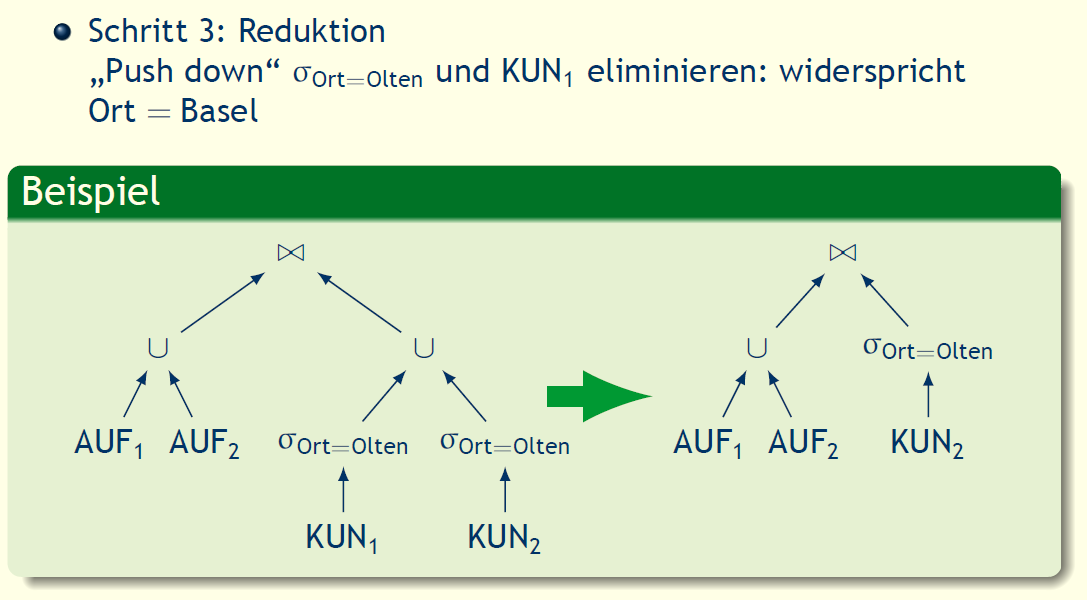 Schritt 3: Reduktion
„Push down“ σOrt=Olten und KUN1 eliminieren: widerspricht
Ort = Basel
Beispiel
⋈
∪ ∪
AUF1 AUF2 σOrt=Olten σOrt=Olten
KUN1 KUN2
⋈
∪ σOrt=Olten
AUF1 AUF2 KUN2